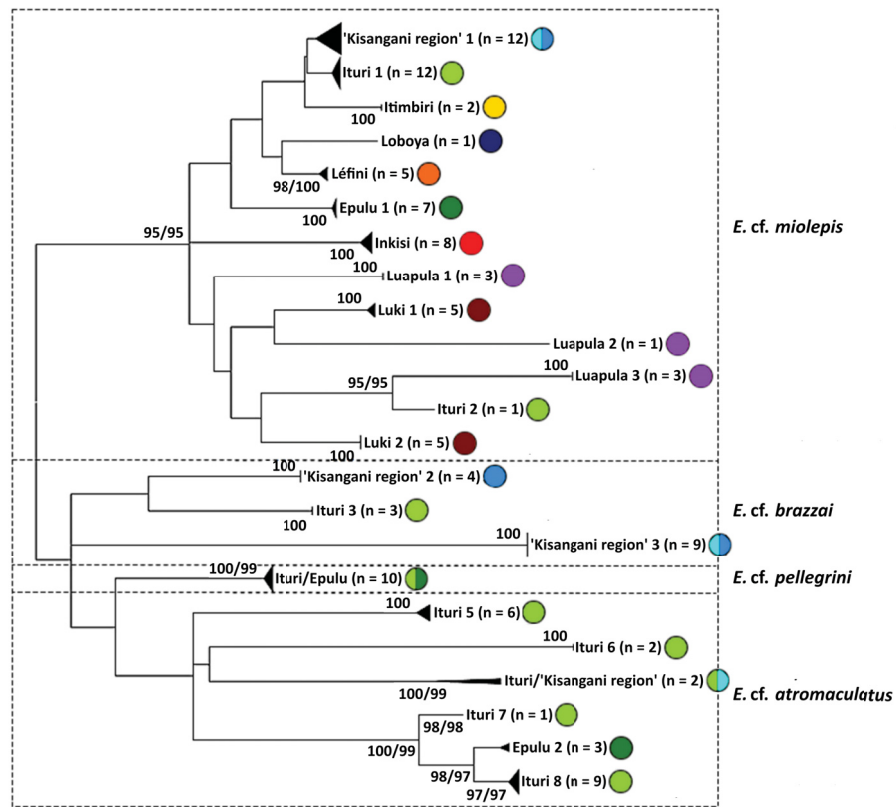 'Kisangani region' 1 (n = 12)
Ituri 1 (n = 12)
Itimbiri (n = 2)
100
Loboya (n = 1)
Léfini (n = 5)
98/100
Epulu 1 (n = 7)
100
E. cf. miolepis
95/95
Inkisi (n = 8)
100
100
Luapula 1 (n = 3)
100
Luki 1 (n = 5)
Luapula 2 (n = 1)
100
Luapula 3 (n = 3)
95/95
Ituri 2 (n = 1)
Luki 2 (n = 5)
100
100
'Kisangani region' 2 (n = 4)
Ituri 3 (n = 3)
100
E. cf. brazzai
100
'Kisangani region' 3 (n = 9)
100/99
Ituri/Epulu (n = 10)
E. cf. pellegrini
100
Ituri 5 (n = 6)
100
Ituri 6 (n = 2)
Ituri/'Kisangani region' (n = 2)
100/99
E. cf. atromaculatus
Ituri 7 (n = 1)
98/98
100/99
Epulu 2 (n = 3)
98/97
Ituri 8 (n = 9)
97/97